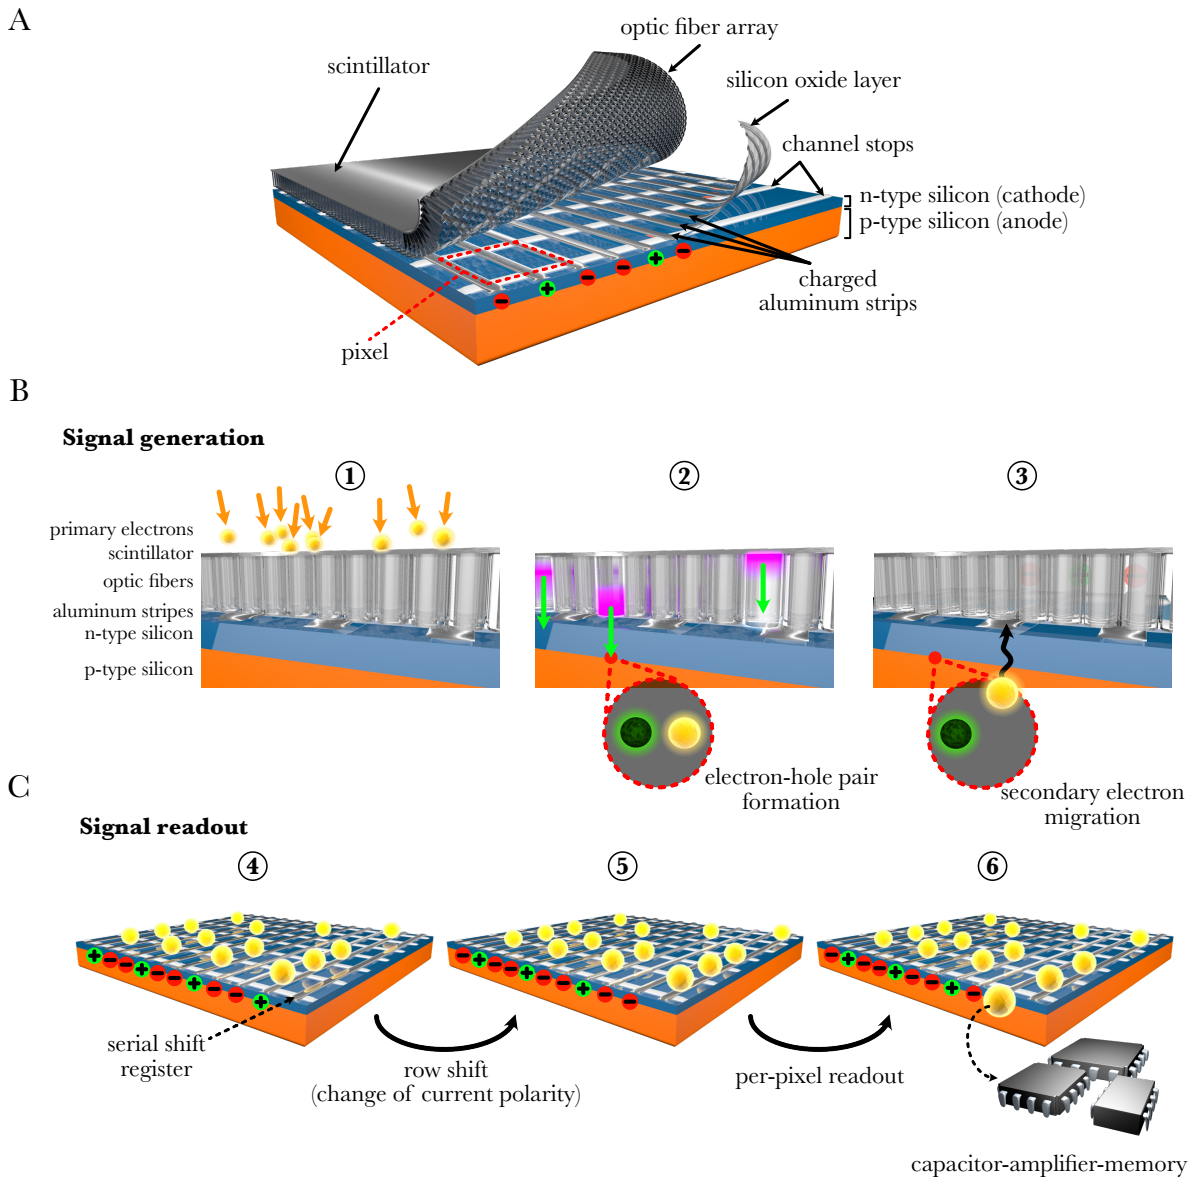 A
optic fiber array
scintillator
silicon oxide layer
channel stops
n-type silicon (cathode)
p-type silicon (anode)
charged
aluminum strips
pixel
B
Signal generation
① ② ③
primary electrons
scintillator
optic fibers
aluminum stripes
n-type silicon
p-type silicon
electron-hole pair
formation
secondary electron
migration
C
Signal readout
④ ⑤ ⑥
serial shift
register
row shift
(change of current polarity)
per-pixel readout
capacitor-amplifier-memory